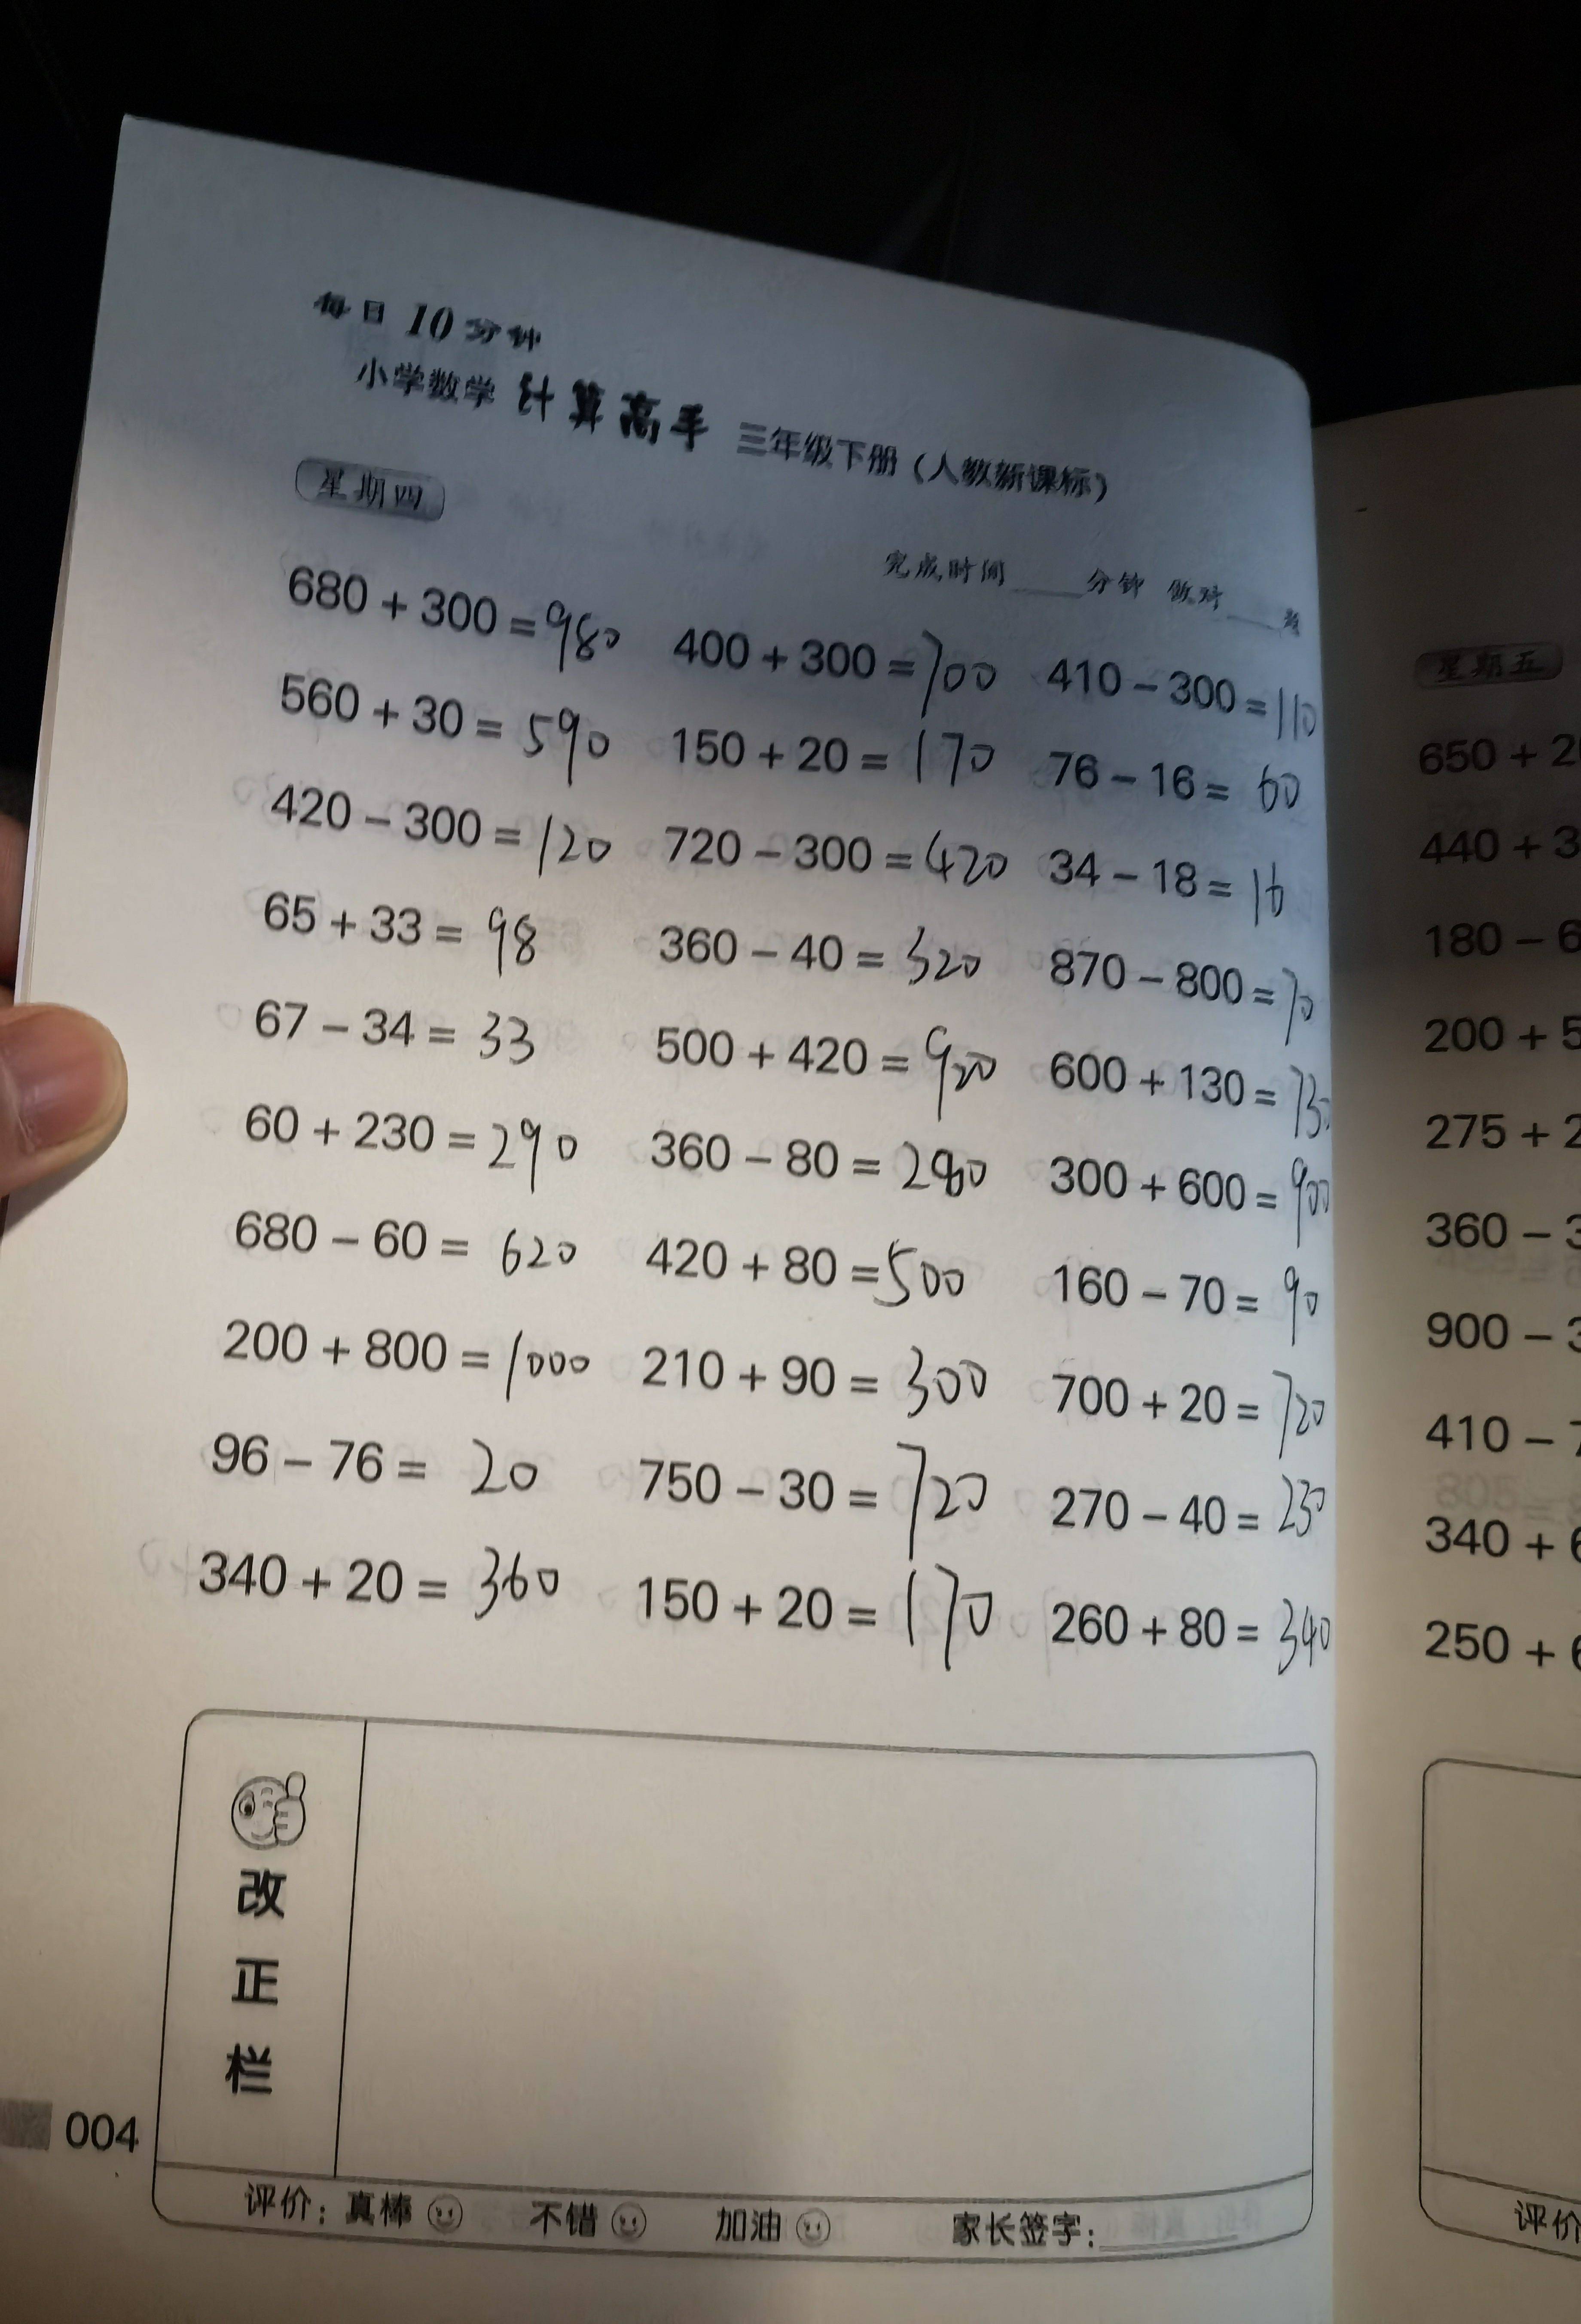 每日10分钟
小学数学 计算高手 三年级下册（人教新课标）
星期四
完成时间____分钟 做对____道
680+300=980 400+300=700 410-300=110
560+30=590 150+20=170 76-16=60
420-300=120 720-300=420 34-18=16
65+33=98 360-40=320 870-800=70
67-34=33 500+420=920 600+130=730
60+230=290 360-80=280 300+600=900
680-60=620 420+80=500 160-70=90
200+800=1000 210+90=300 700+20=720
96-76=20 750-30=720 270-40=230
340+20=360 150+20=170 260+80=340
改正栏
评价：真棒 不错 加油 家长签字：
004
星期五
650+2
440+3
180-6
200+5
275+2
360-3
900-3
410-7
340+6
250+6
评价